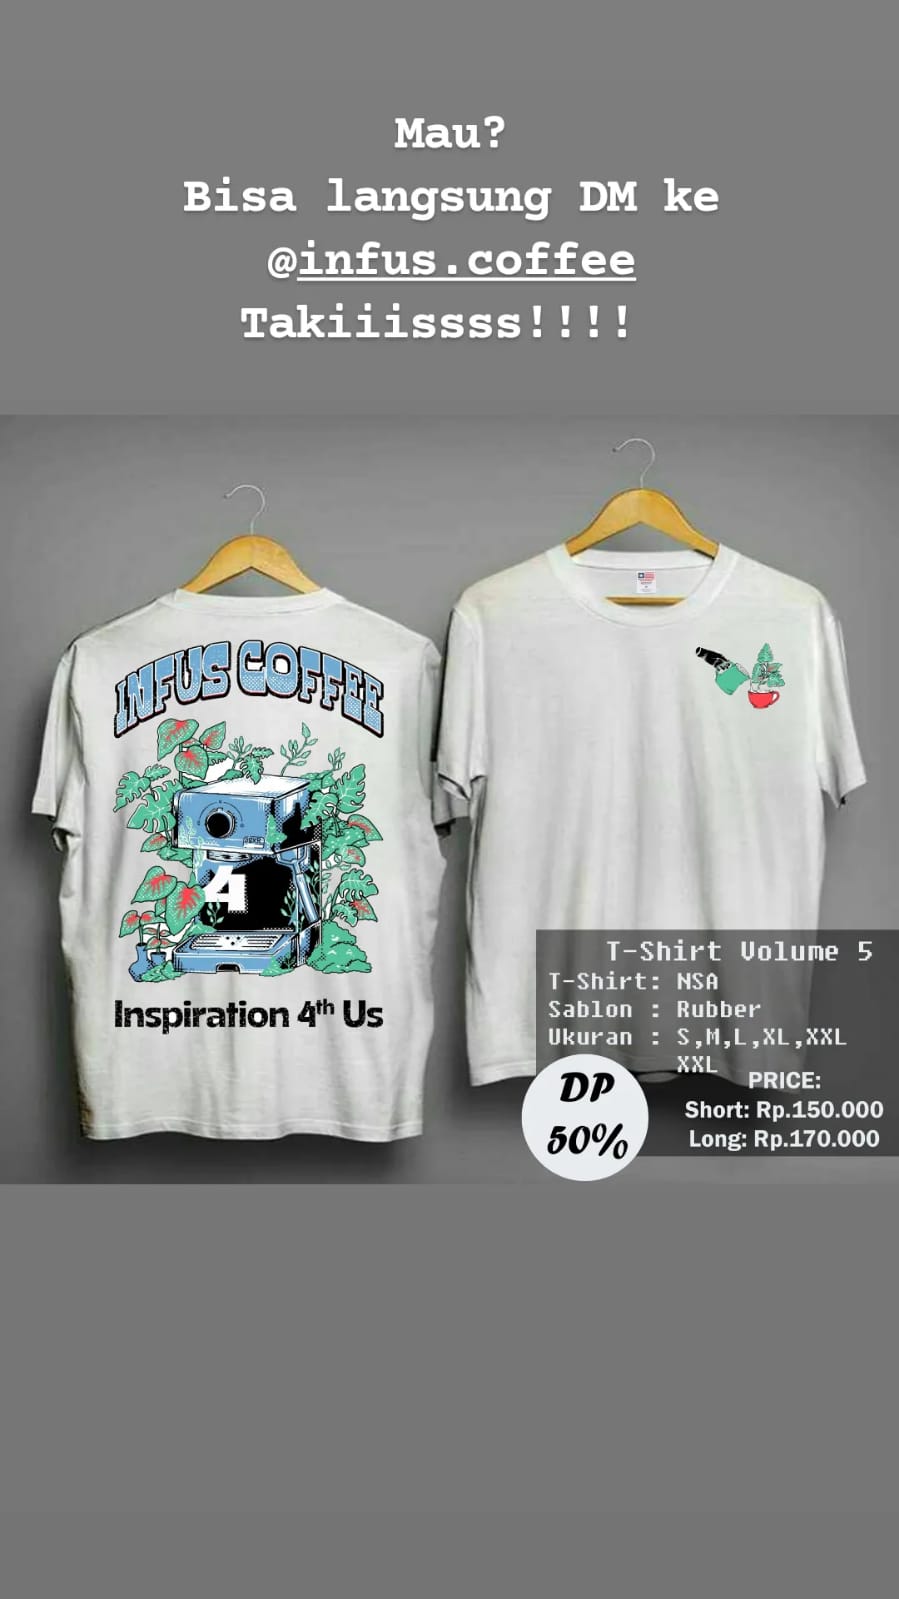 Mau?
Bisa langsung DM ke
@infus.coffee
Takiiissss!!!!
INFUS COFFEE
4
Inspiration 4th Us
T-Shirt Volume 5
T-Shirt: NSA
Sablon : Rubber
Ukuran : S,M,L,XL,XXL
XXL
PRICE:
Short: Rp.150.000
Long: Rp.170.000
DP
50%